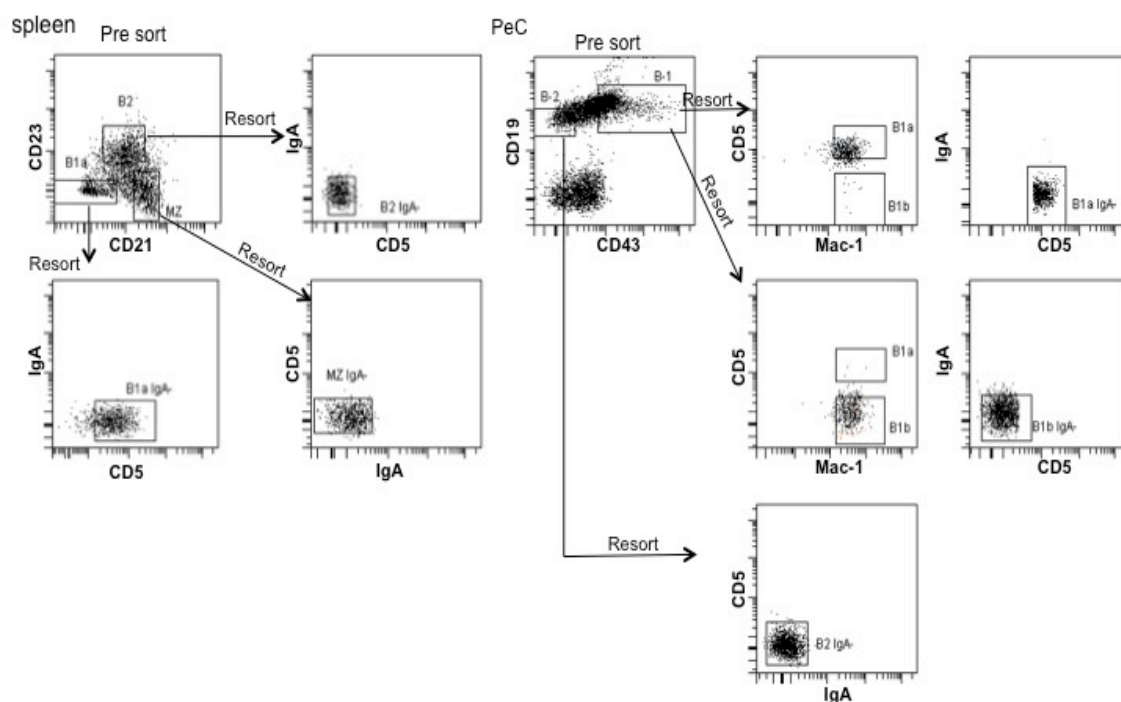 spleen
Pre sort
B2
B1a
MZ
CD23
CD21
Resort
IgA
B2 IgA-
CD5
Resort
Resort
IgA
B1a IgA-
CD5
CD5
MZ IgA-
IgA
PeC
Pre sort
B-2
B-1
CD19
CD43
Resort
Resort
CD5
B1a
B1b
Mac-1
IgA
B1a IgA-
CD5
CD5
B1a
B1b
Mac-1
IgA
B1b IgA-
CD5
Resort
CD5
B2 IgA-
IgA